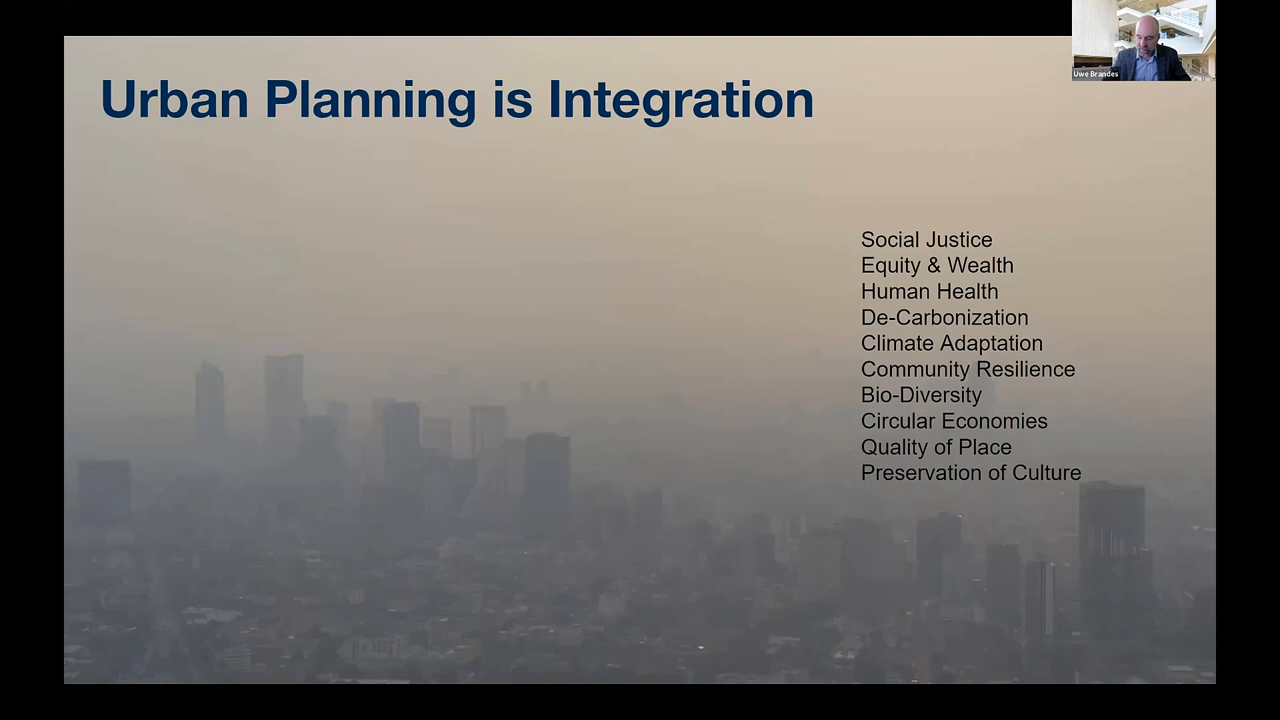 Urban Planning is Integration
Uwe Brandes
Social Justice
Equity & Wealth
Human Health
De-Carbonization
Climate Adaptation
Community Resilience
Bio-Diversity
Circular Economies
Quality of Place
Preservation of Culture